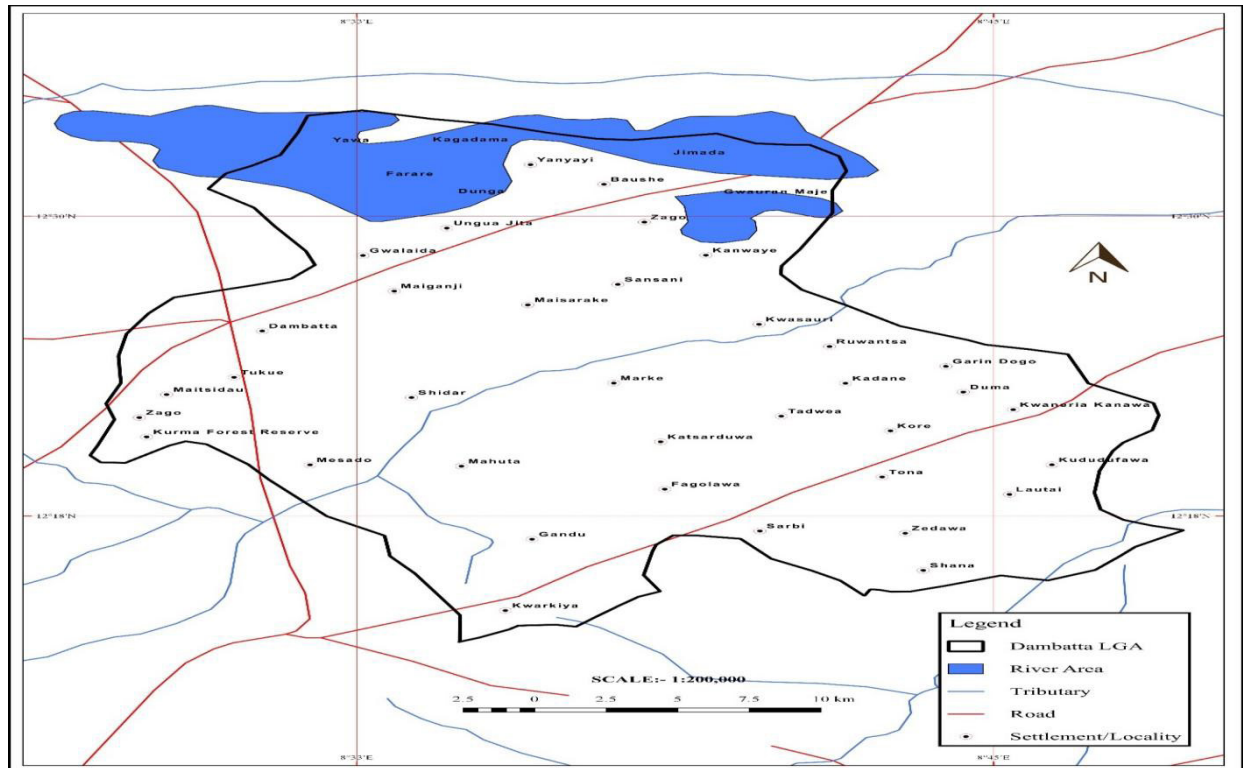 8°33'E 8°45'E
Yawa Kagadama
Jimada
Yanyayi
Farare
Baushe
Dunga Gwauran Maje
12°30'N 12°30'N
Zago
Ungua Jita
Gwalaida Kanwaye
N
Sansani
Maiganji
Maisarake
Kwasauri
Dambatta
Ruwantsa
Garin Dogo
Tukue
Marke Kadane
Maitsidau Shidar Duma
Zago Tadwea Kwaneria Kanawa
Kore
Kurma Forest Reserve Katsarduwa
Mesado Mahuta Kududufawa
Tona
Fagolawa Lautai
12°18'N 12°18'N
Sarbi Zedawa
Gandu
Shana
Kwarkiya
Legend
Dambatta LGA
River Area
Tributary
Road
Settlement/Locality
SCALE:- 1:200,000
2.5 0 2.5 5 7.5 10 km
8°33'E 8°45'E